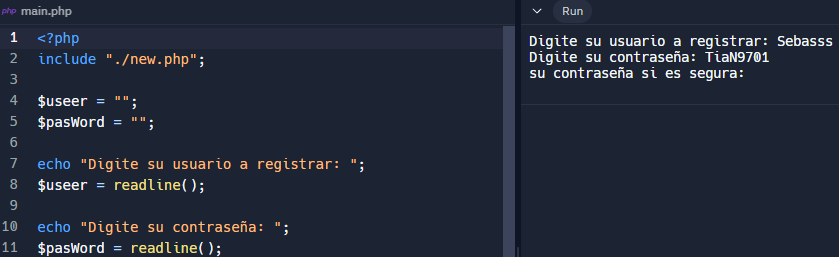 php main.php
1 <?php
2 include "./new.php";
3
4 $useer = "";
5 $pasWord = "";
6
7 echo "Digite su usuario a registrar: ";
8 $useer = readline();
9
10 echo "Digite su contraseña: ";
11 $pasWord = readline();
Run
Digite su usuario a registrar: Sebasss
Digite su contraseña: TiaN9701
su contraseña si es segura: